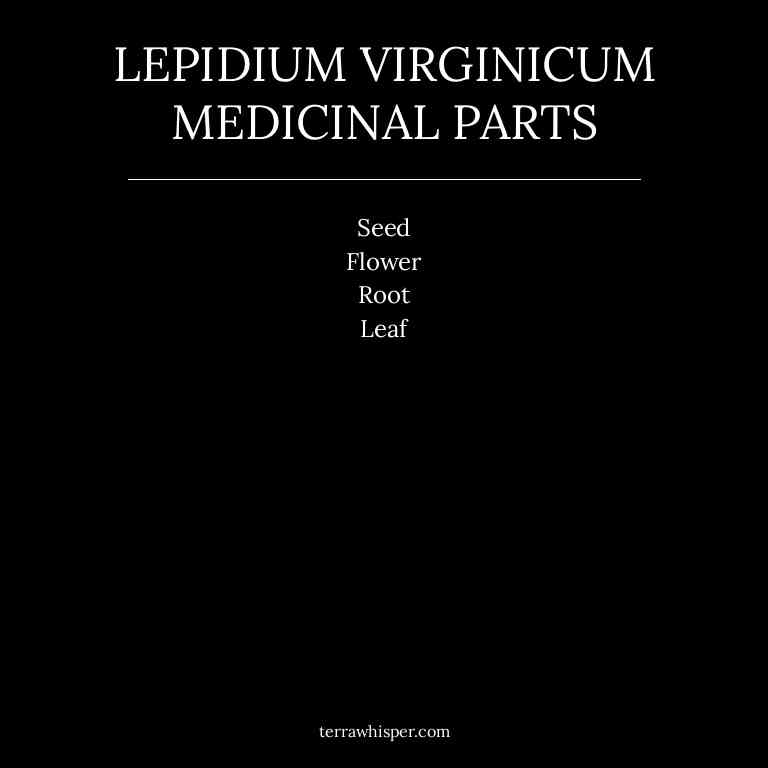 LEPIDIUM VIRGINICUM
MEDICINAL PARTS
Seed
Flower
Root
Leaf
terrawhisper.com